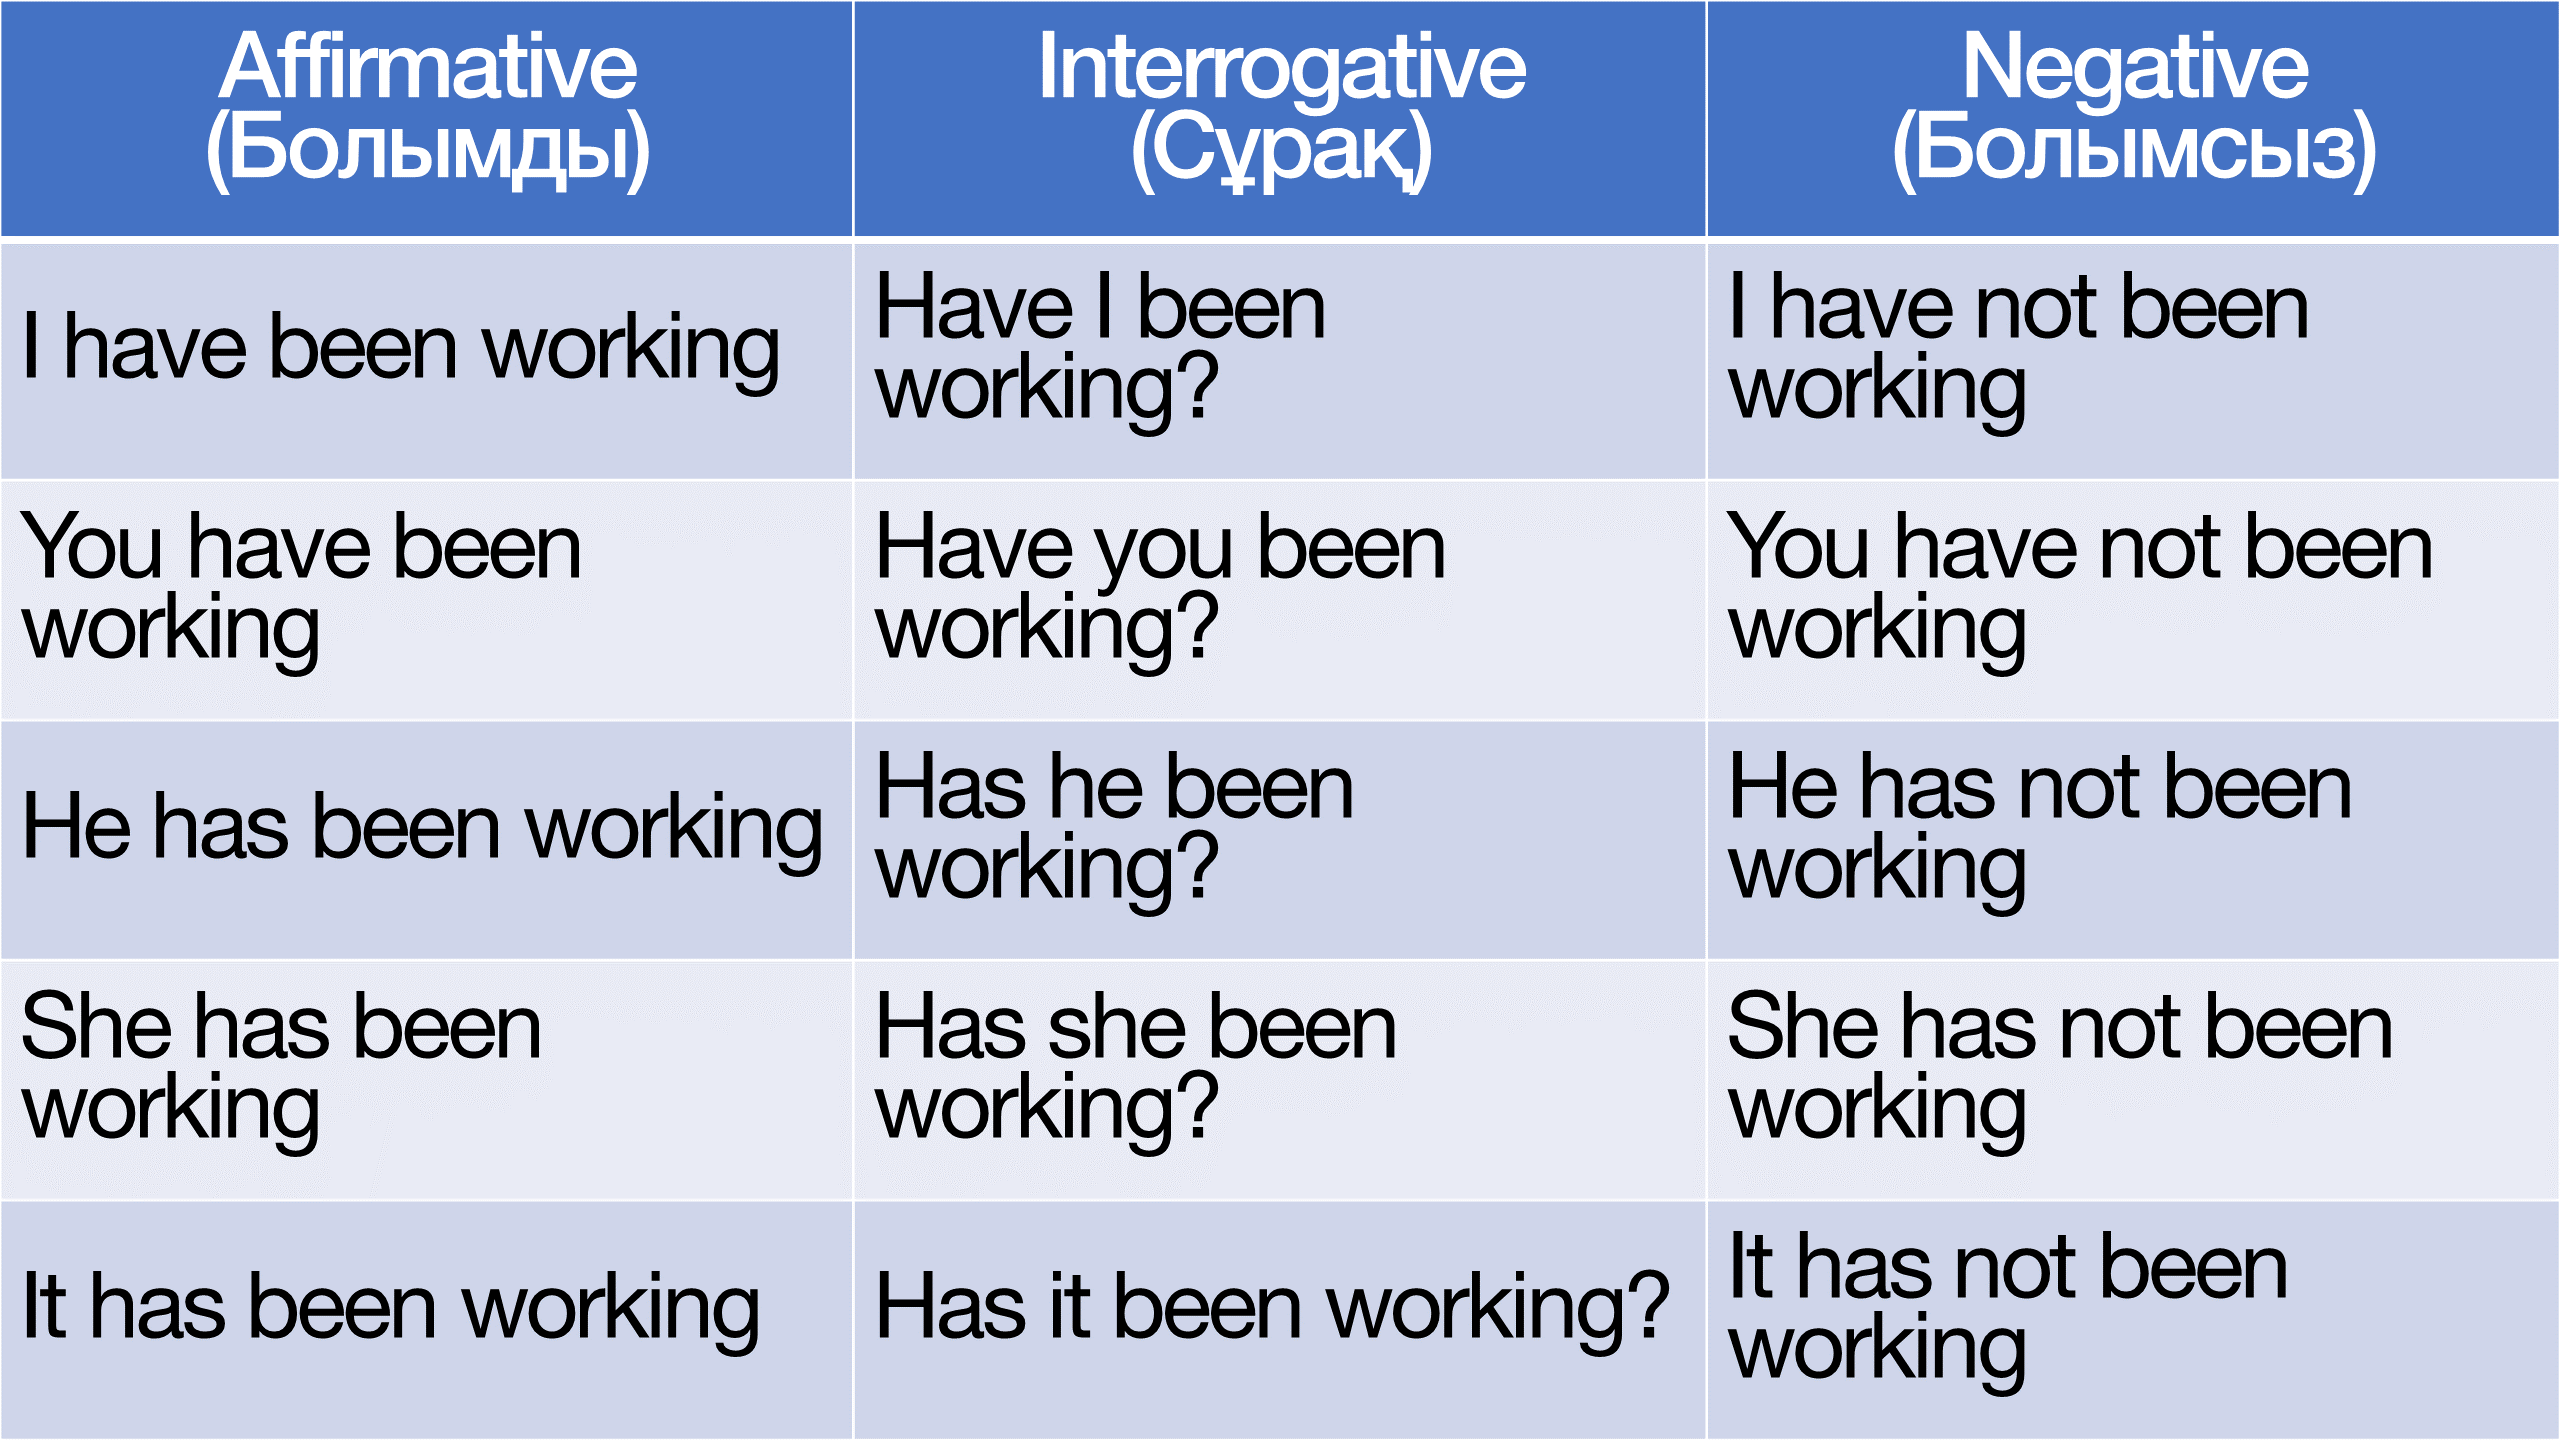 Affirmative
(Болымды)
Interrogative
(Сұрақ)
Negative
(Болымсыз)
I have been working
Have I been
working?
I have not been
working
You have been
working
Have you been
working?
You have not been
working
He has been working
Has he been
working?
He has not been
working
She has been
working
Has she been
working?
She has not been
working
It has been working
Has it been working?
It has not been
working